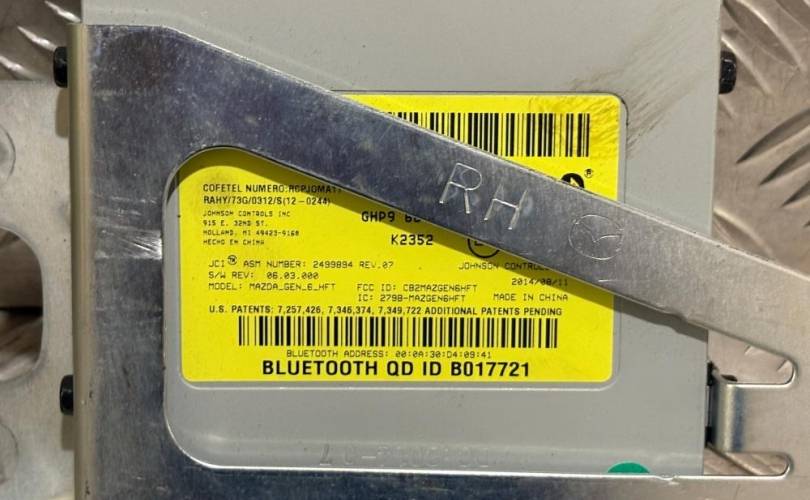 COFETEL NUMERO:RCPJOMA1
RAHY/73G/0312/S(12-0244)
JOHNSON CONTROLS INC
915 E. 32ND ST.
HOLLAND, MI 49423-9168
HECHO EN CHINA
GHP9
K2352
RH
JCI® ASM NUMBER: 2499894 REV.07
JOHNSON
S/W REV: 06.03.000
2014/08/11
MODEL: MAZDA_GEN_6_HFT
FCC ID: CB2MAZGEN6HFT
IC: 279B-MAZGEN6HFT
MADE IN CHINA
U.S. PATENTS: 7,257,426, 7,346,374, 7,349,722 ADDITIONAL PATENTS PENDING
BLUETOOTH ADDRESS: 00:0A:30:D4:09:41
BLUETOOTH QD ID B017721